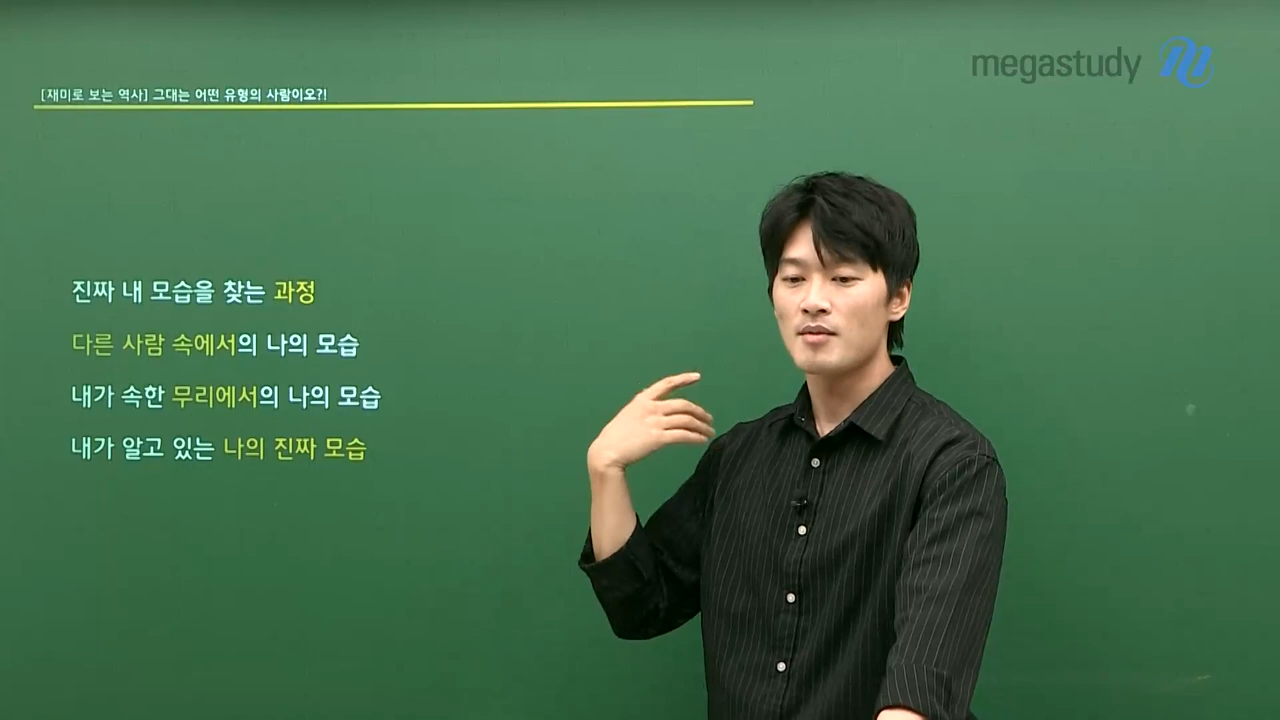 megastudy
[재미로 보는 역사] 그대는 어떤 유형의 사람이오?!
진짜 내 모습을 찾는 과정
다른 사람 속에서의 나의 모습
내가 속한 무리에서의 나의 모습
내가 알고 있는 나의 진짜 모습